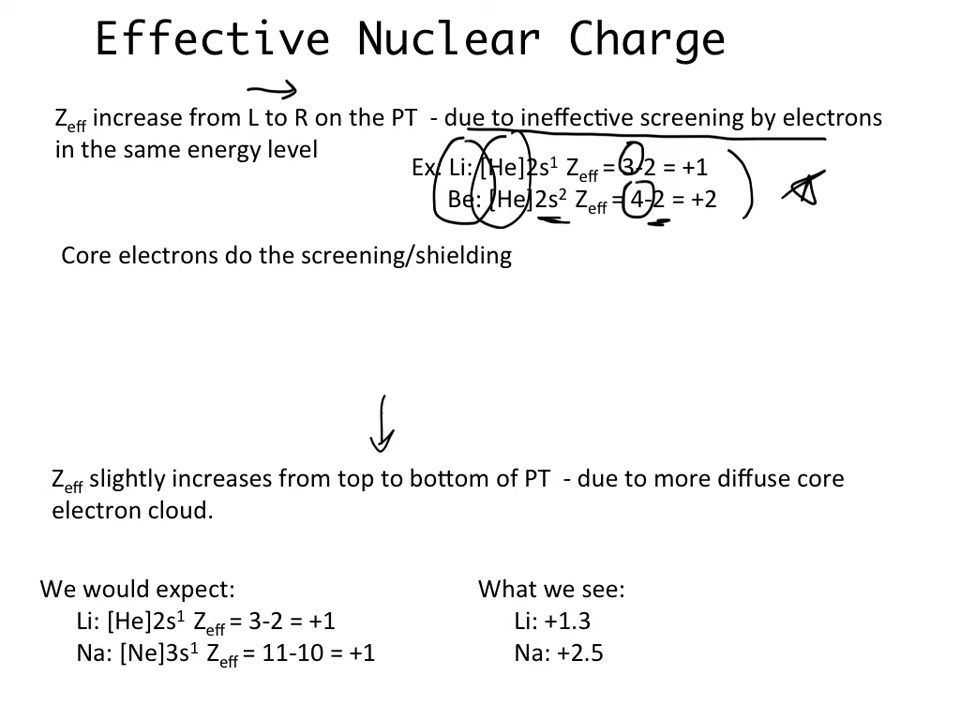 Effective Nuclear Charge
Zeff increase from L to R on the PT - due to ineffective screening by electrons
in the same energy level
Ex. Li: [He]2s¹ Zeff = 3-2 = +1
Be: [He]2s² Zeff = 4-2 = +2
Core electrons do the screening/shielding
Zeff slightly increases from top to bottom of PT - due to more diffuse core
electron cloud.
We would expect:
Li: [He]2s¹ Zeff = 3-2 = +1
Na: [Ne]3s¹ Zeff = 11-10 = +1
What we see:
Li: +1.3
Na: +2.5